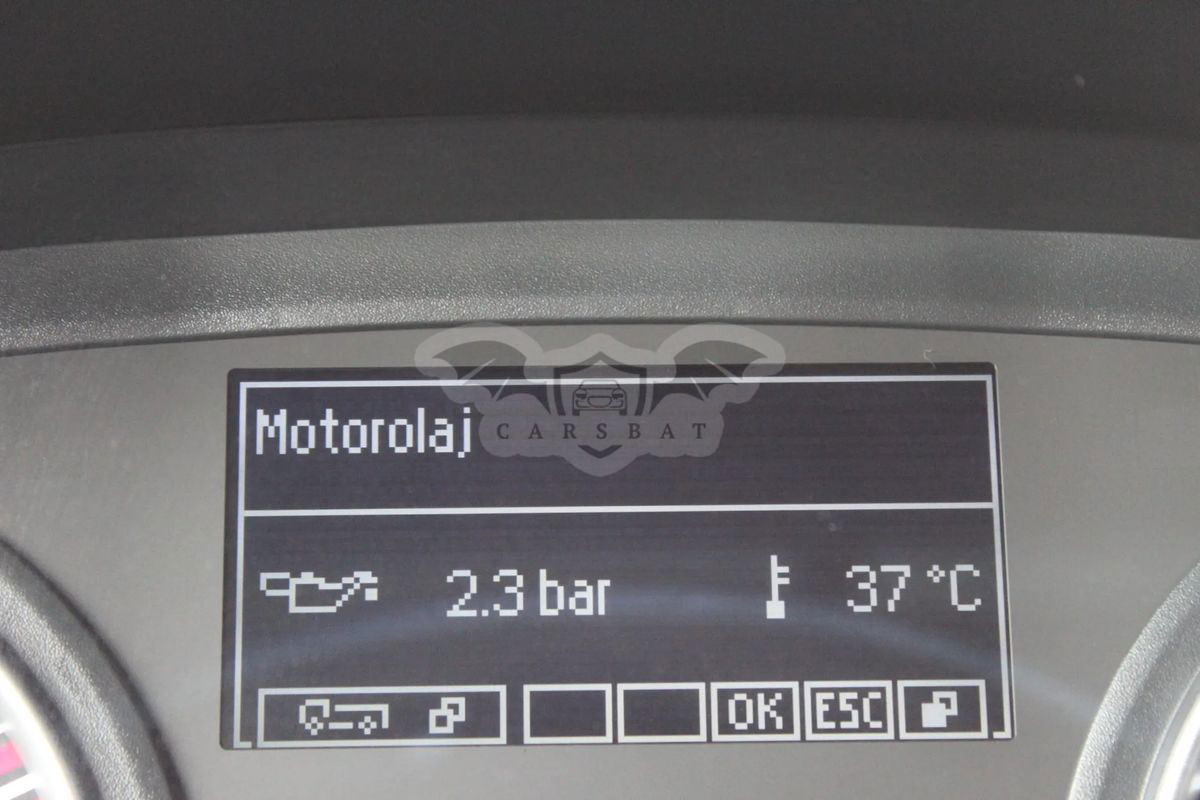 Motorolaj
CARSBAT
2.3 bar 37 °C
OK ESC